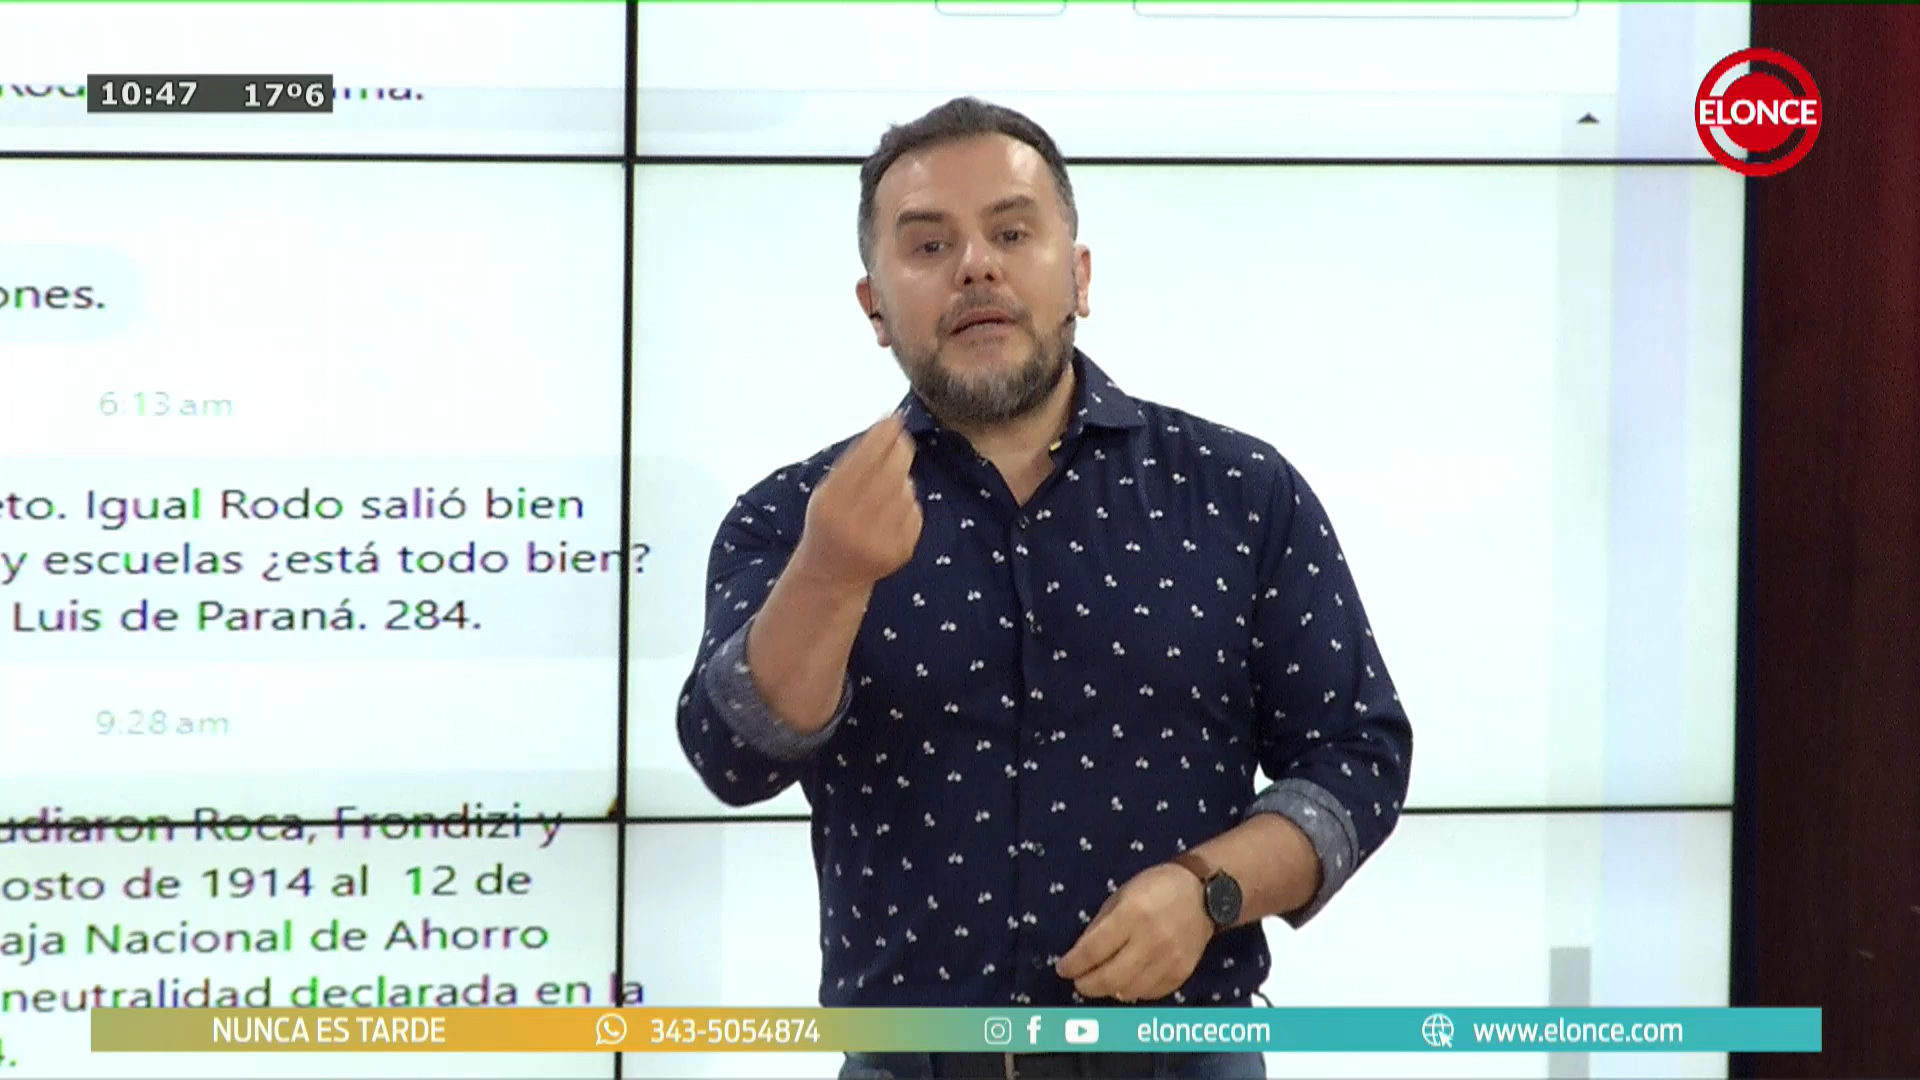 10:47 17º6
ELONCE
ones.
6:13 am
eto. Igual Rodo salió bien
y escuelas ¿está todo bien?
Luis de Paraná. 284.
9:28 am
udiaron Roca, Frondizi y
osto de 1914 al 12 de
aja Nacional de Ahorro
neutralidad declarada en la
NUNCA ES TARDE 343-5054874 eloncecom www.elonce.com